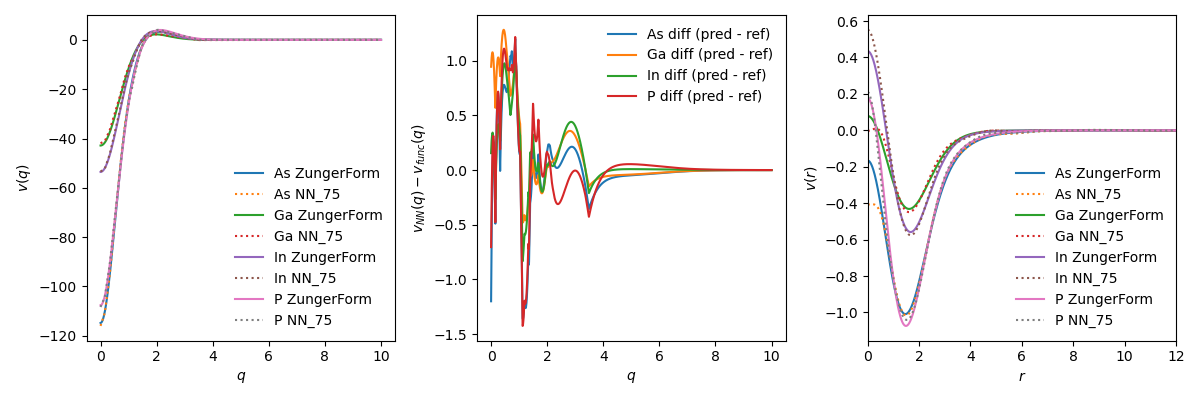 0
−20
−40
−60
−80
−100
−120
v(q)
0 2 4 6 8 10
q
As ZungerForm
As NN_75
Ga ZungerForm
Ga NN_75
In ZungerForm
In NN_75
P ZungerForm
P NN_75
1.0
0.5
0.0
−0.5
−1.0
−1.5
vNN(q) − vfunc(q)
0 2 4 6 8 10
q
As diff (pred - ref)
Ga diff (pred - ref)
In diff (pred - ref)
P diff (pred - ref)
0.6
0.4
0.2
0.0
−0.2
−0.4
−0.6
−0.8
−1.0
v(r)
0 2 4 6 8 10 12
r
As ZungerForm
As NN_75
Ga ZungerForm
Ga NN_75
In ZungerForm
In NN_75
P ZungerForm
P NN_75